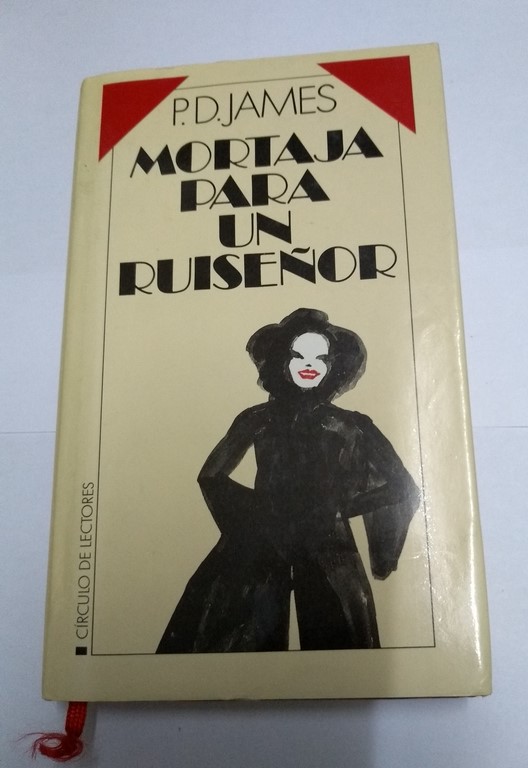 P.D.JAMES
MORTAJA
PARA
UN
RUISEÑOR
CÍRCULO DE LECTORES